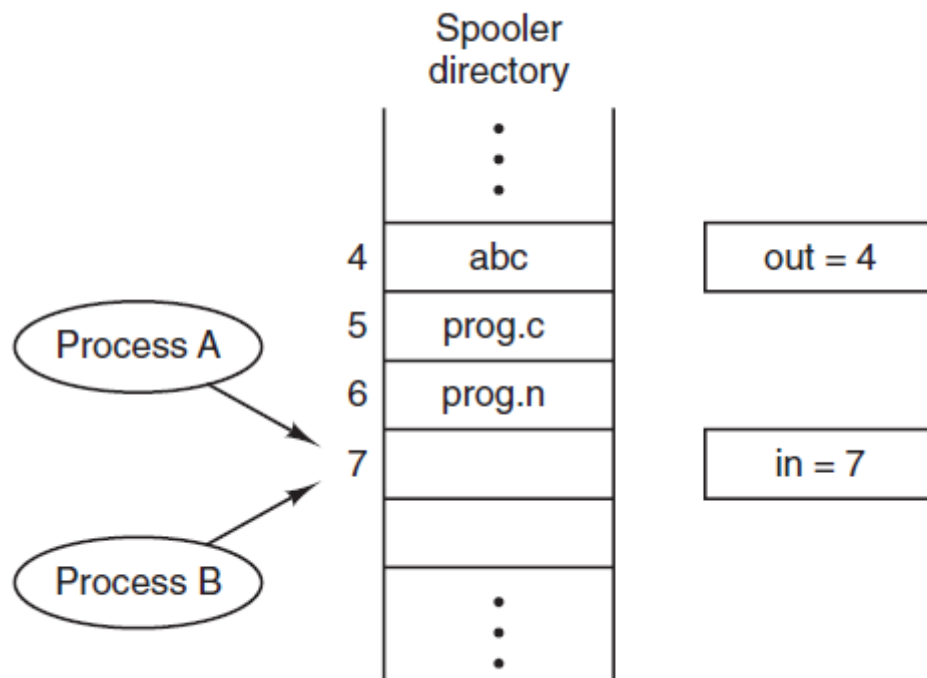 Spooler
directory
4 abc out = 4
Process A
5 prog.c
6 prog.n
7 in = 7
Process B